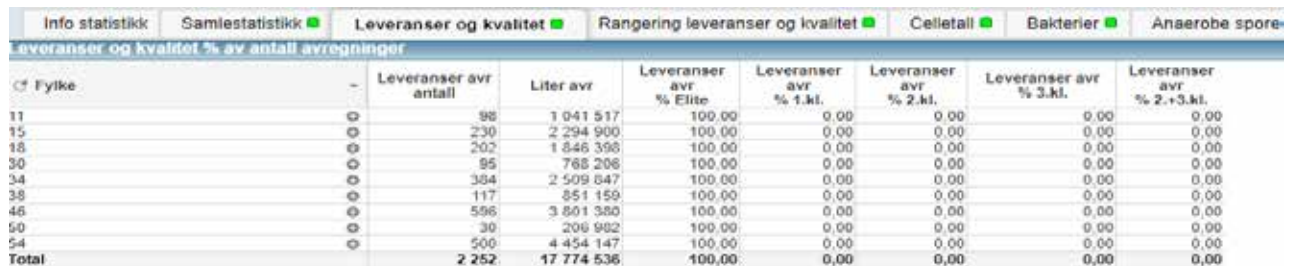 Info statistikk Samlestatistikk Leveranser og kvalitet Rangering leveranser og kvalitet Celletall Bakterier Anaerobe spore
Leveranser og kvalitet % av antall avregninger
Fylke Leveranser avr antall Liter avr Leveranser avr % Elite Leveranser avr % 1.kl. Leveranser avr % 2.kl. Leveranser avr % 3.kl. Leveranser avr % 2.+3.kl.
11 98 1 041 517 100,00 0,00 0,00 0,00 0,00
15 230 2 294 900 100,00 0,00 0,00 0,00 0,00
18 202 1 846 398 100,00 0,00 0,00 0,00 0,00
30 95 768 206 100,00 0,00 0,00 0,00 0,00
34 384 2 509 847 100,00 0,00 0,00 0,00 0,00
38 117 851 159 100,00 0,00 0,00 0,00 0,00
46 596 3 801 380 100,00 0,00 0,00 0,00 0,00
50 30 206 982 100,00 0,00 0,00 0,00 0,00
54 500 4 454 147 100,00 0,00 0,00 0,00 0,00
Total 2 252 17 774 536 100,00 0,00 0,00 0,00 0,00